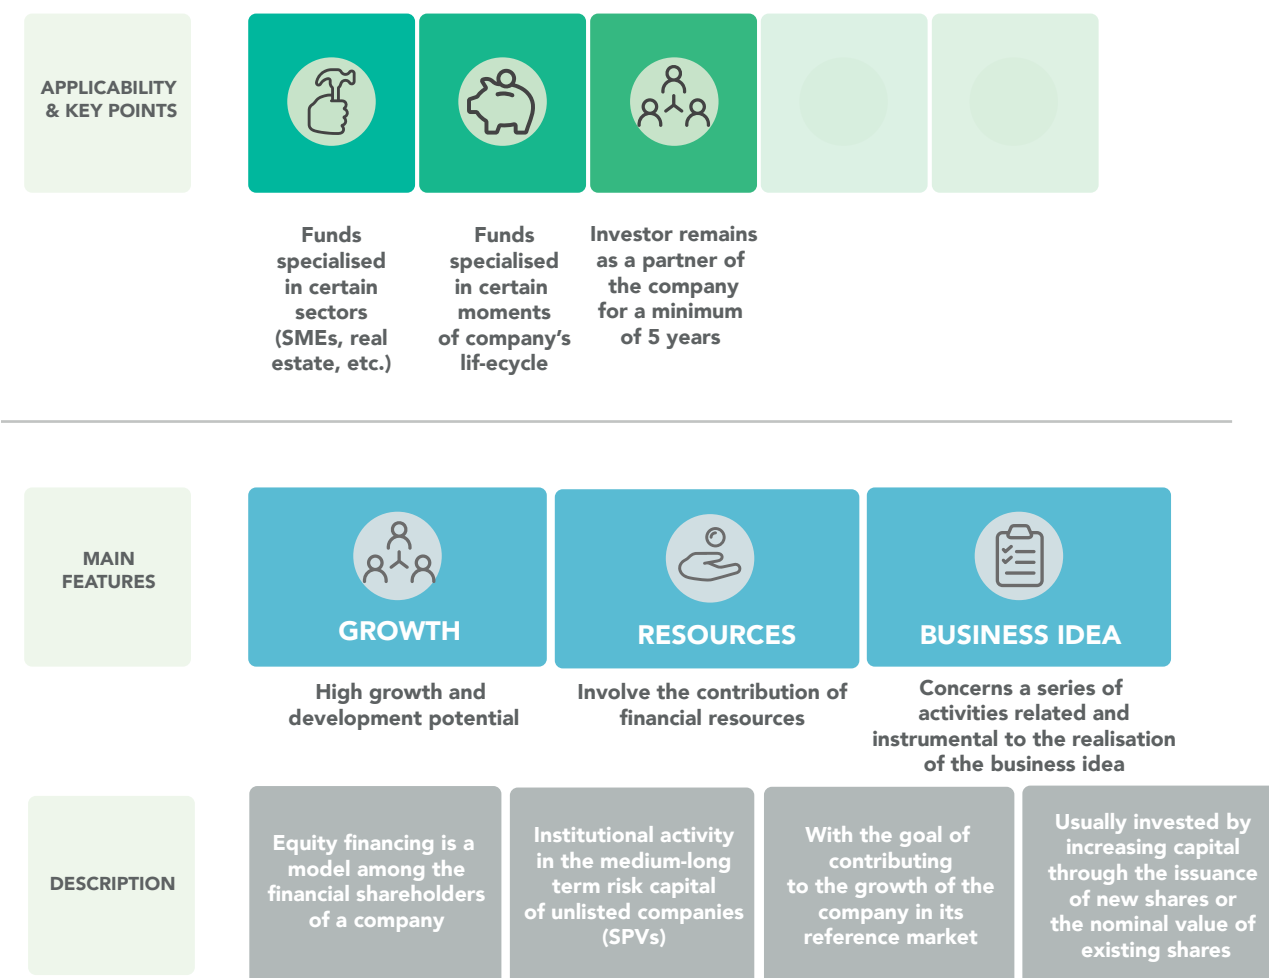 APPLICABILITY
& KEY POINTS
Funds
specialised
in certain
sectors
(SMEs, real
estate, etc.)
Funds
specialised
in certain
moments
of company’s
lif-ecycle
Investor remains
as a partner of
the company
for a minimum
of 5 years
MAIN
FEATURES
GROWTH
High growth and
development potential
RESOURCES
Involve the contribution of
financial resources
BUSINESS IDEA
Concerns a series of
activities related and
instrumental to the realisation
of the business idea
DESCRIPTION
Equity financing is a
model among the
financial shareholders
of a company
Institutional activity
in the medium-long
term risk capital
of unlisted companies
(SPVs)
With the goal of
contributing
to the growth of the
company in its
reference market
Usually invested by
increasing capital
through the issuance
of new shares or
the nominal value of
existing shares